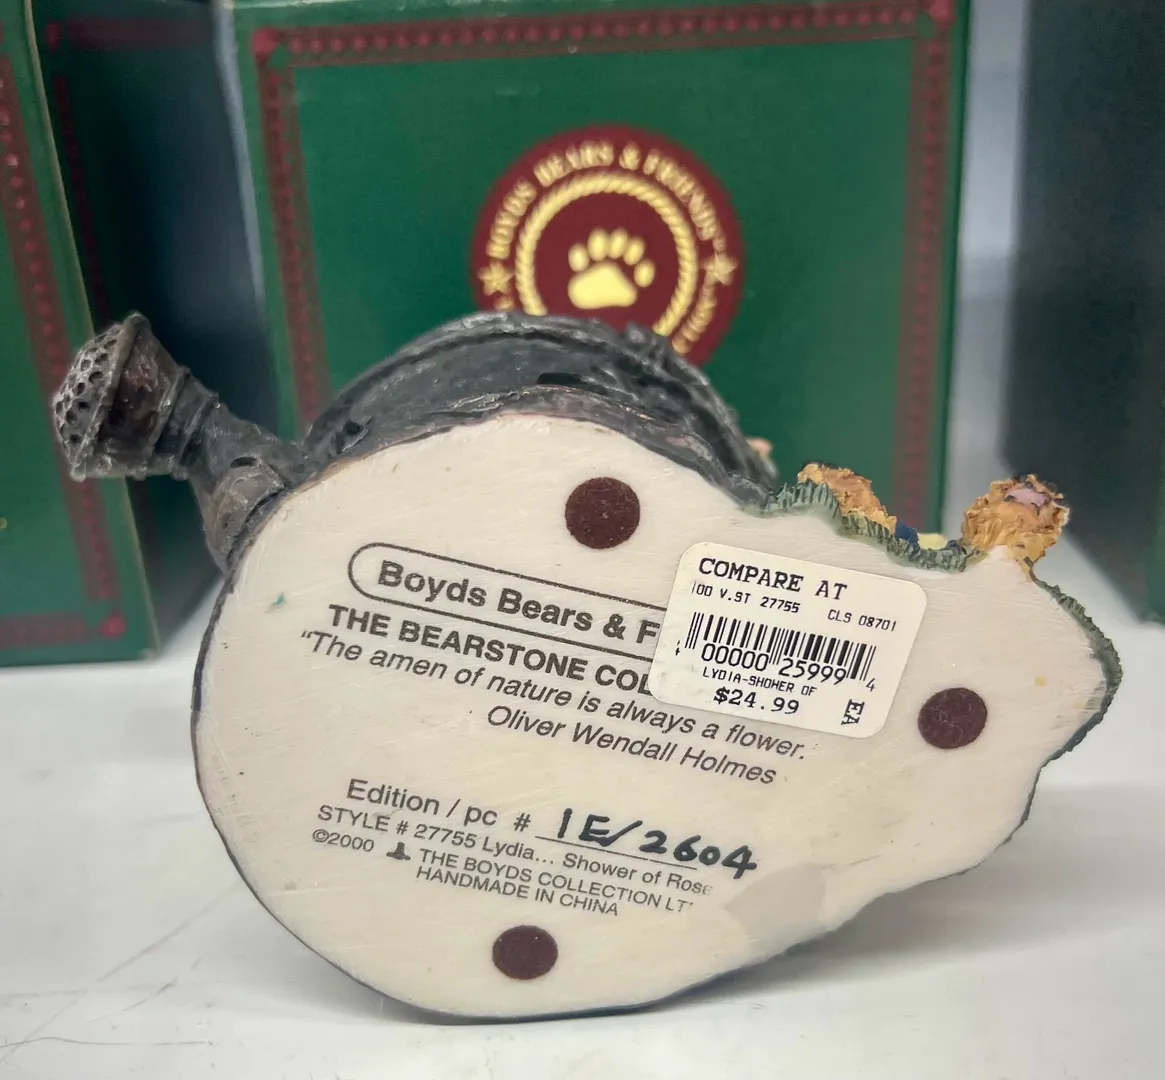 BOYDS BEARS & FRIENDS
COMPARE AT
00 V.ST 27755 CLS 08701
4 00000 25999 4
LYDIA-SHOWER OF
$24.99 EA
Boyds Bears & F
THE BEARSTONE COL
"The amen of nature is always a flower.
Oliver Wendall Holmes
Edition / pc # 1E/2604
STYLE # 27755 Lydia... Shower of Rose
©2000 THE BOYDS COLLECTION LT
HANDMADE IN CHINA